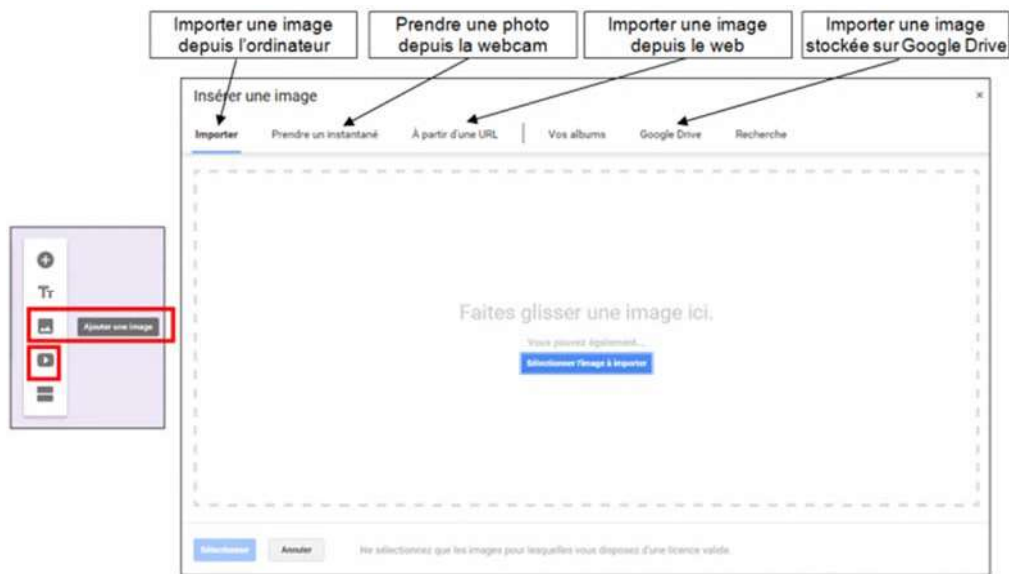 Importer une image
depuis l'ordinateur
Prendre une photo
depuis la webcam
Importer une image
depuis le web
Importer une image
stockée sur Google Drive
Insérer une image
×
Importer
Prendre un instantané
À partir d'une URL
Vos albums
Google Drive
Recherche
Tт
Ajouter une image
Faites glisser une image ici.
Vous pouvez également...
Sélectionner l'image à importer
Sélectionner
Annuler
Ne sélectionnez que les images pour lesquelles vous disposez d'une licence valide.